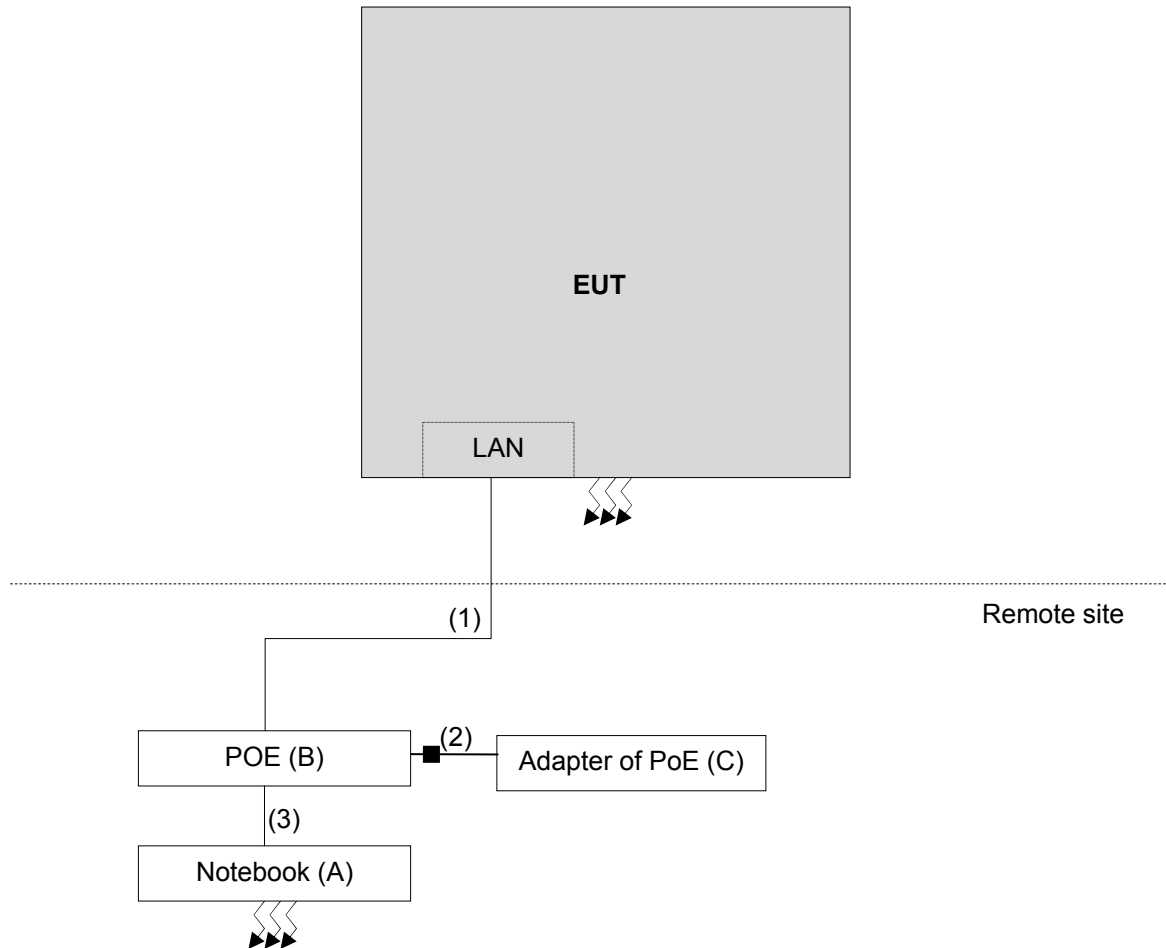 EUT
LAN
(1)
Remote site
POE (B)
(2)
Adapter of PoE (C)
(3)
Notebook (A)